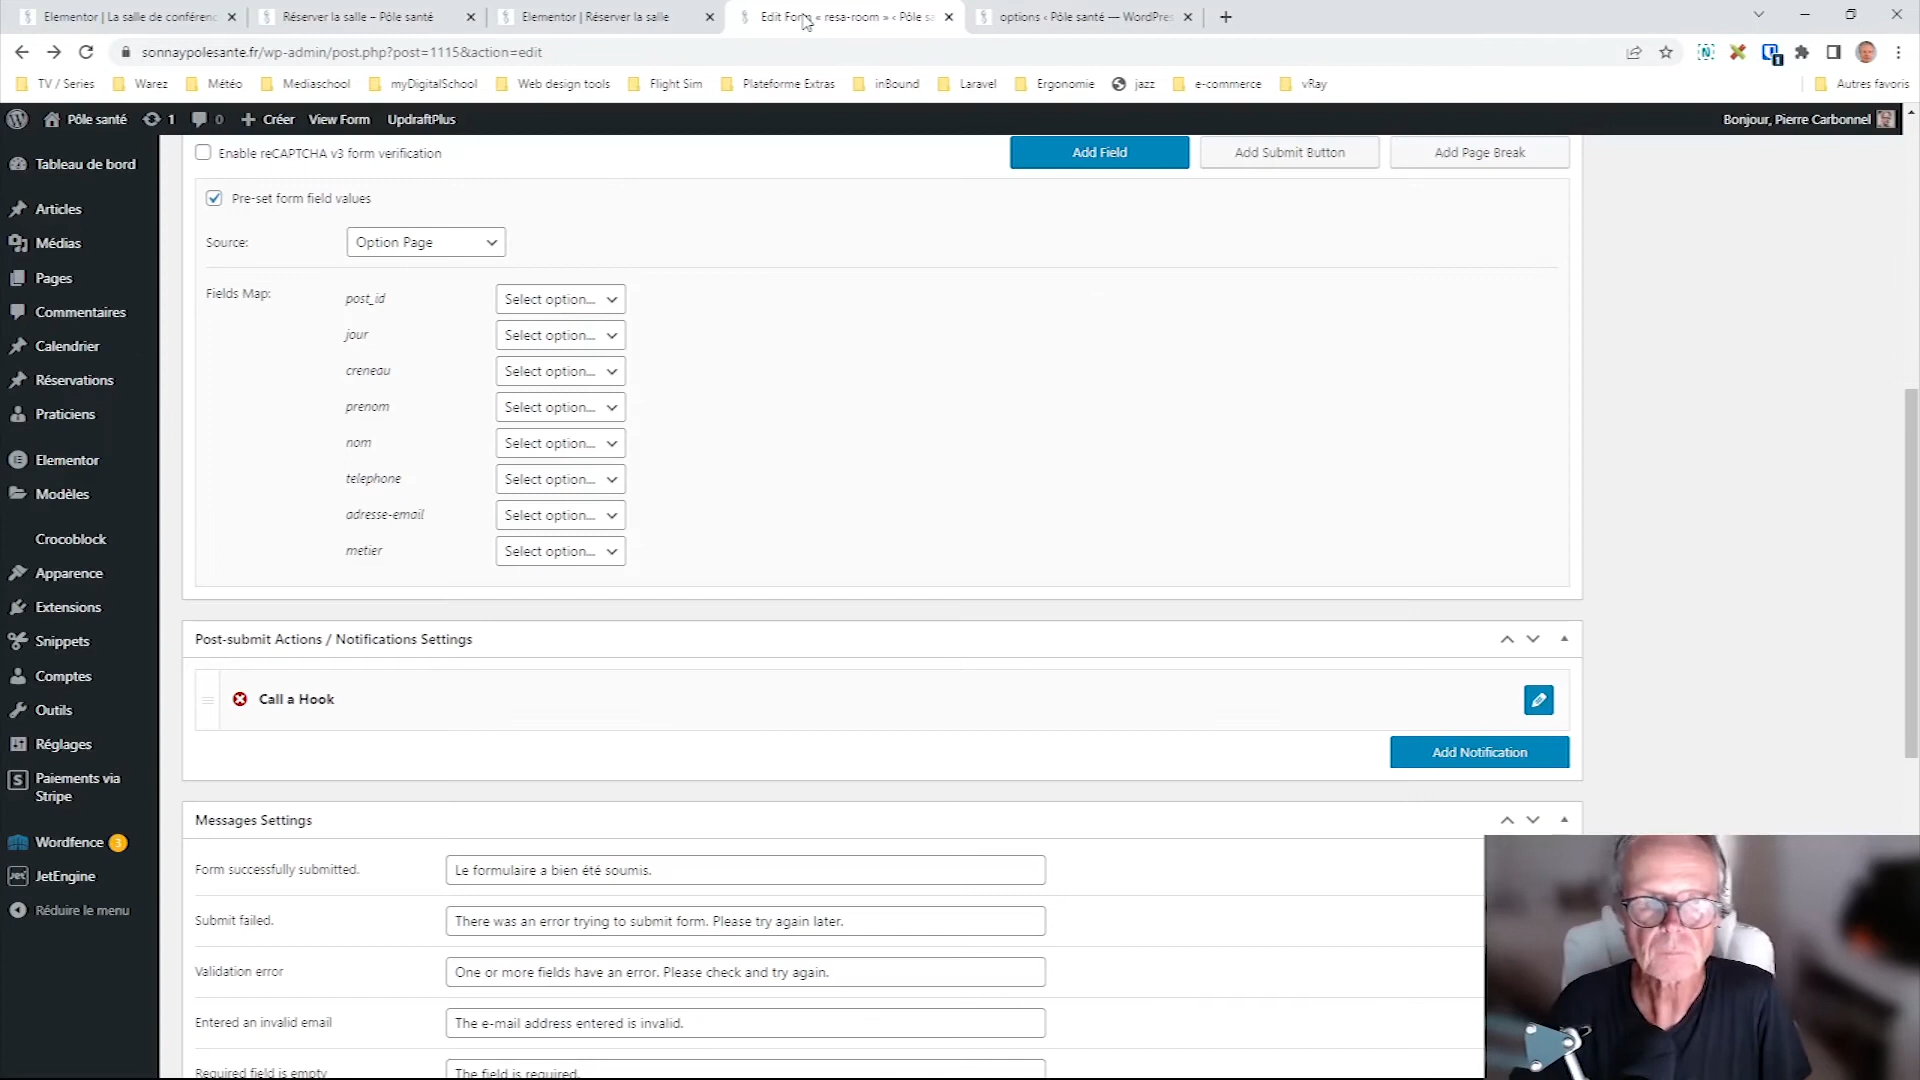 Elementor | La salle de conférenc
Réserver la salle – Pôle santé
Elementor | Réserver la salle
Edit Form « resa-room » ‹ Pôle sa
options ‹ Pôle santé — WordPres
sonnaypolesante.fr/wp-admin/post.php?post=1115&action=edit
TV / Series
Warez
Météo
Mediaschool
myDigitalSchool
Web design tools
Flight Sim
Plateforme Extras
inBound
Laravel
Ergonomie
jazz
e-commerce
vRay
Autres favoris
Pôle santé
1
0
Créer
View Form
UpdraftPlus
Bonjour, Pierre Carbonnel
Tableau de bord
Articles
Médias
Pages
Commentaires
Calendrier
Réservations
Praticiens
Elementor
Modèles
Crocoblock
Apparence
Extensions
Snippets
Comptes
Outils
Réglages
Paiements via
Stripe
Wordfence 3
JetEngine
Réduire le menu
Enable reCAPTCHA v3 form verification
Add Field
Add Submit Button
Add Page Break
Pre-set form field values
Source:
Option Page
Fields Map:
post_id
Select option...
jour
Select option...
creneau
Select option...
prenom
Select option...
nom
Select option...
telephone
Select option...
adresse-email
Select option...
metier
Select option...
Post-submit Actions / Notifications Settings
Call a Hook
Add Notification
Messages Settings
Form successfully submitted.
Le formulaire a bien été soumis.
Submit failed.
There was an error trying to submit form. Please try again later.
Validation error
One or more fields have an error. Please check and try again.
Entered an invalid email
The e-mail address entered is invalid.
Required field is empty
The field is required.